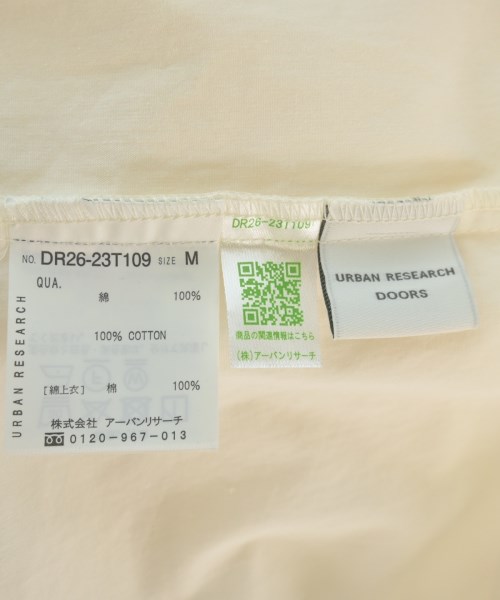 NO. DR26-23T109 SIZE M
QUA.
綿 100%
100% COTTON
[綿上衣] 棉 100%
株式会社 アーバンリサーチ
0120-967-013
URBAN RESEARCH
DR26-23T109
商品の関連情報はこちら
(株)アーバンリサーチ
URBAN RESEARCH
DOORS